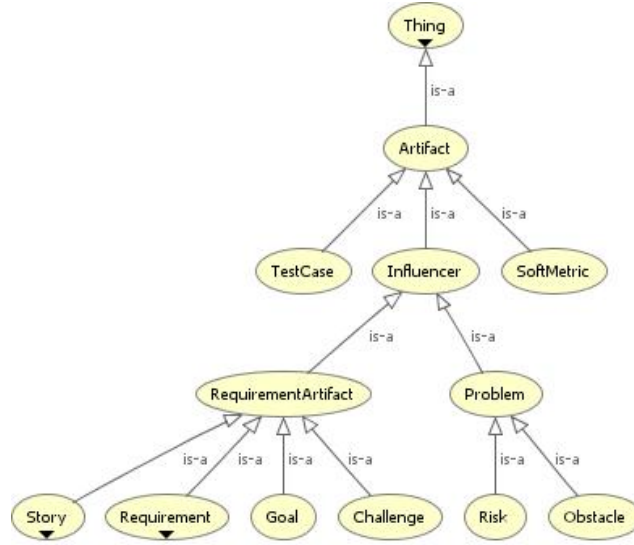 Thing
is-a
Artifact
is-a is-a is-a
TestCase Influencer SoftMetric
is-a is-a
RequirementArtifact Problem
is-a is-a is-a is-a is-a is-a
Story Requirement Goal Challenge Risk Obstacle